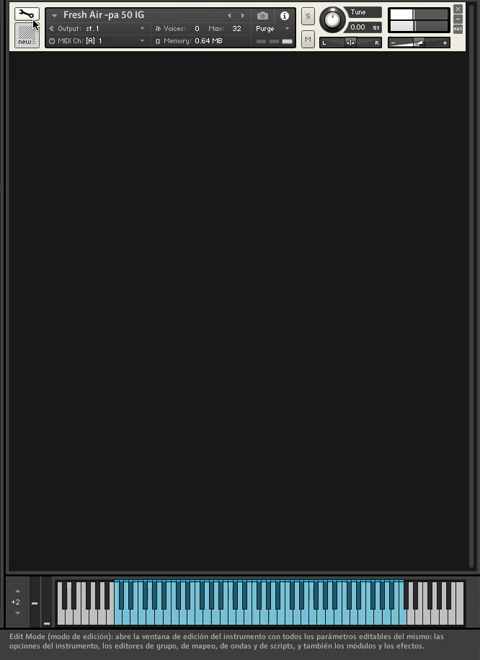 Fresh Air -pa 50 IG
Output: st.1 Voices: 0 Max: 32 Purge
MIDI Ch: [A] 1 Memory: 0.64 MB
new
S
M
Tune
0.00
L R
- +
+2
Edit Mode (modo de edición): abre la ventana de edición del instrumento con todos los parámetros editables del mismo: las
opciones del instrumento, los editores de grupo, de mapeo, de ondas y de scripts, y también los módulos y los efectos.